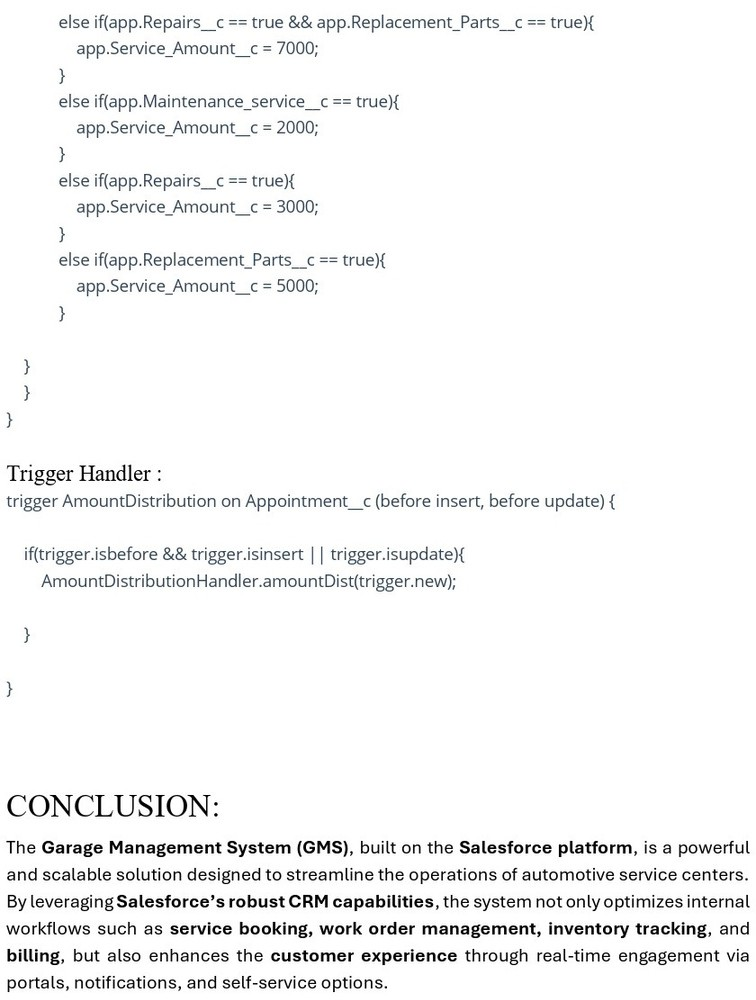 else if(app.Repairs__c == true && app.Replacement_Parts__c == true){
app.Service_Amount__c = 7000;
}
else if(app.Maintenance_service__c == true){
app.Service_Amount__c = 2000;
}
else if(app.Repairs__c == true){
app.Service_Amount__c = 3000;
}
else if(app.Replacement_Parts__c == true){
app.Service_Amount__c = 5000;
}
}
}
}
Trigger Handler :
trigger AmountDistribution on Appointment__c (before insert, before update) {
if(trigger.isbefore && trigger.isinsert || trigger.isupdate){
AmountDistributionHandler.amountDist(trigger.new);
}
}
CONCLUSION:
The Garage Management System (GMS), built on the Salesforce platform, is a powerful
and scalable solution designed to streamline the operations of automotive service centers.
By leveraging Salesforce’s robust CRM capabilities, the system not only optimizes internal
workflows such as service booking, work order management, inventory tracking, and
billing, but also enhances the customer experience through real-time engagement via
portals, notifications, and self-service options.